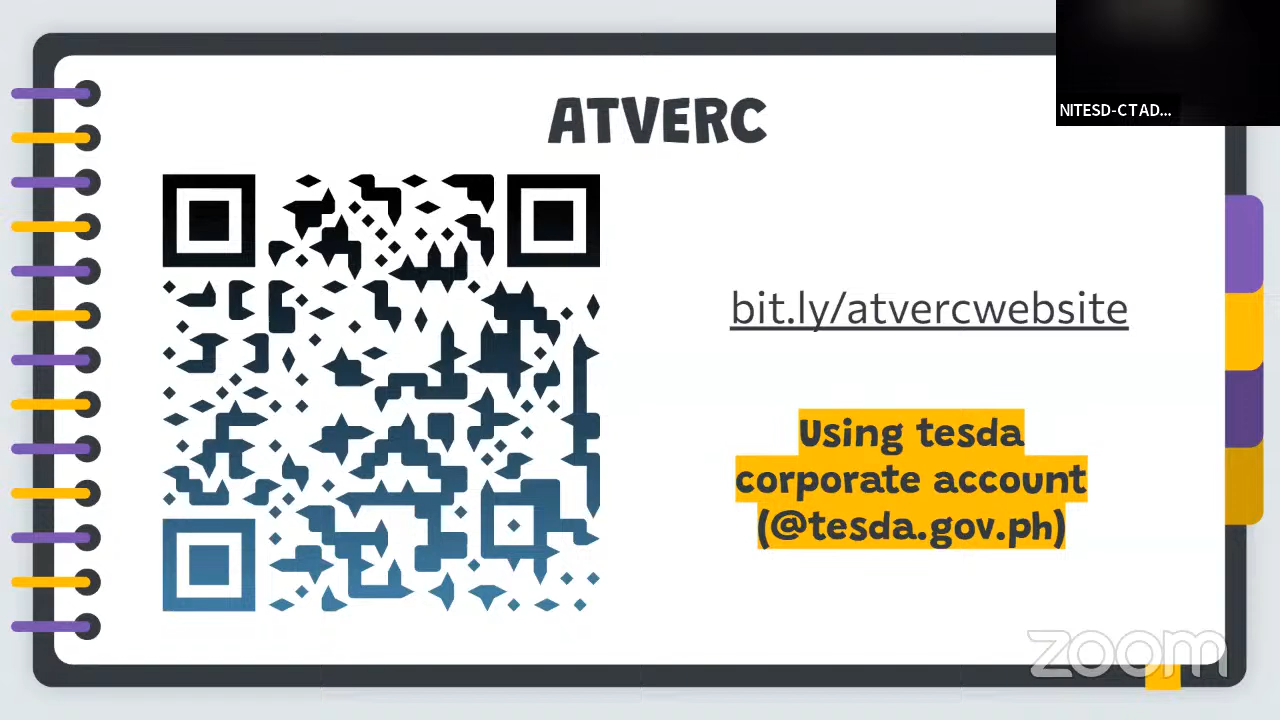 NITESD-CTAD...
ATVERC
bit.ly/atvercwebsite
Using tesda
corporate account
(@tesda.gov.ph)
zoom